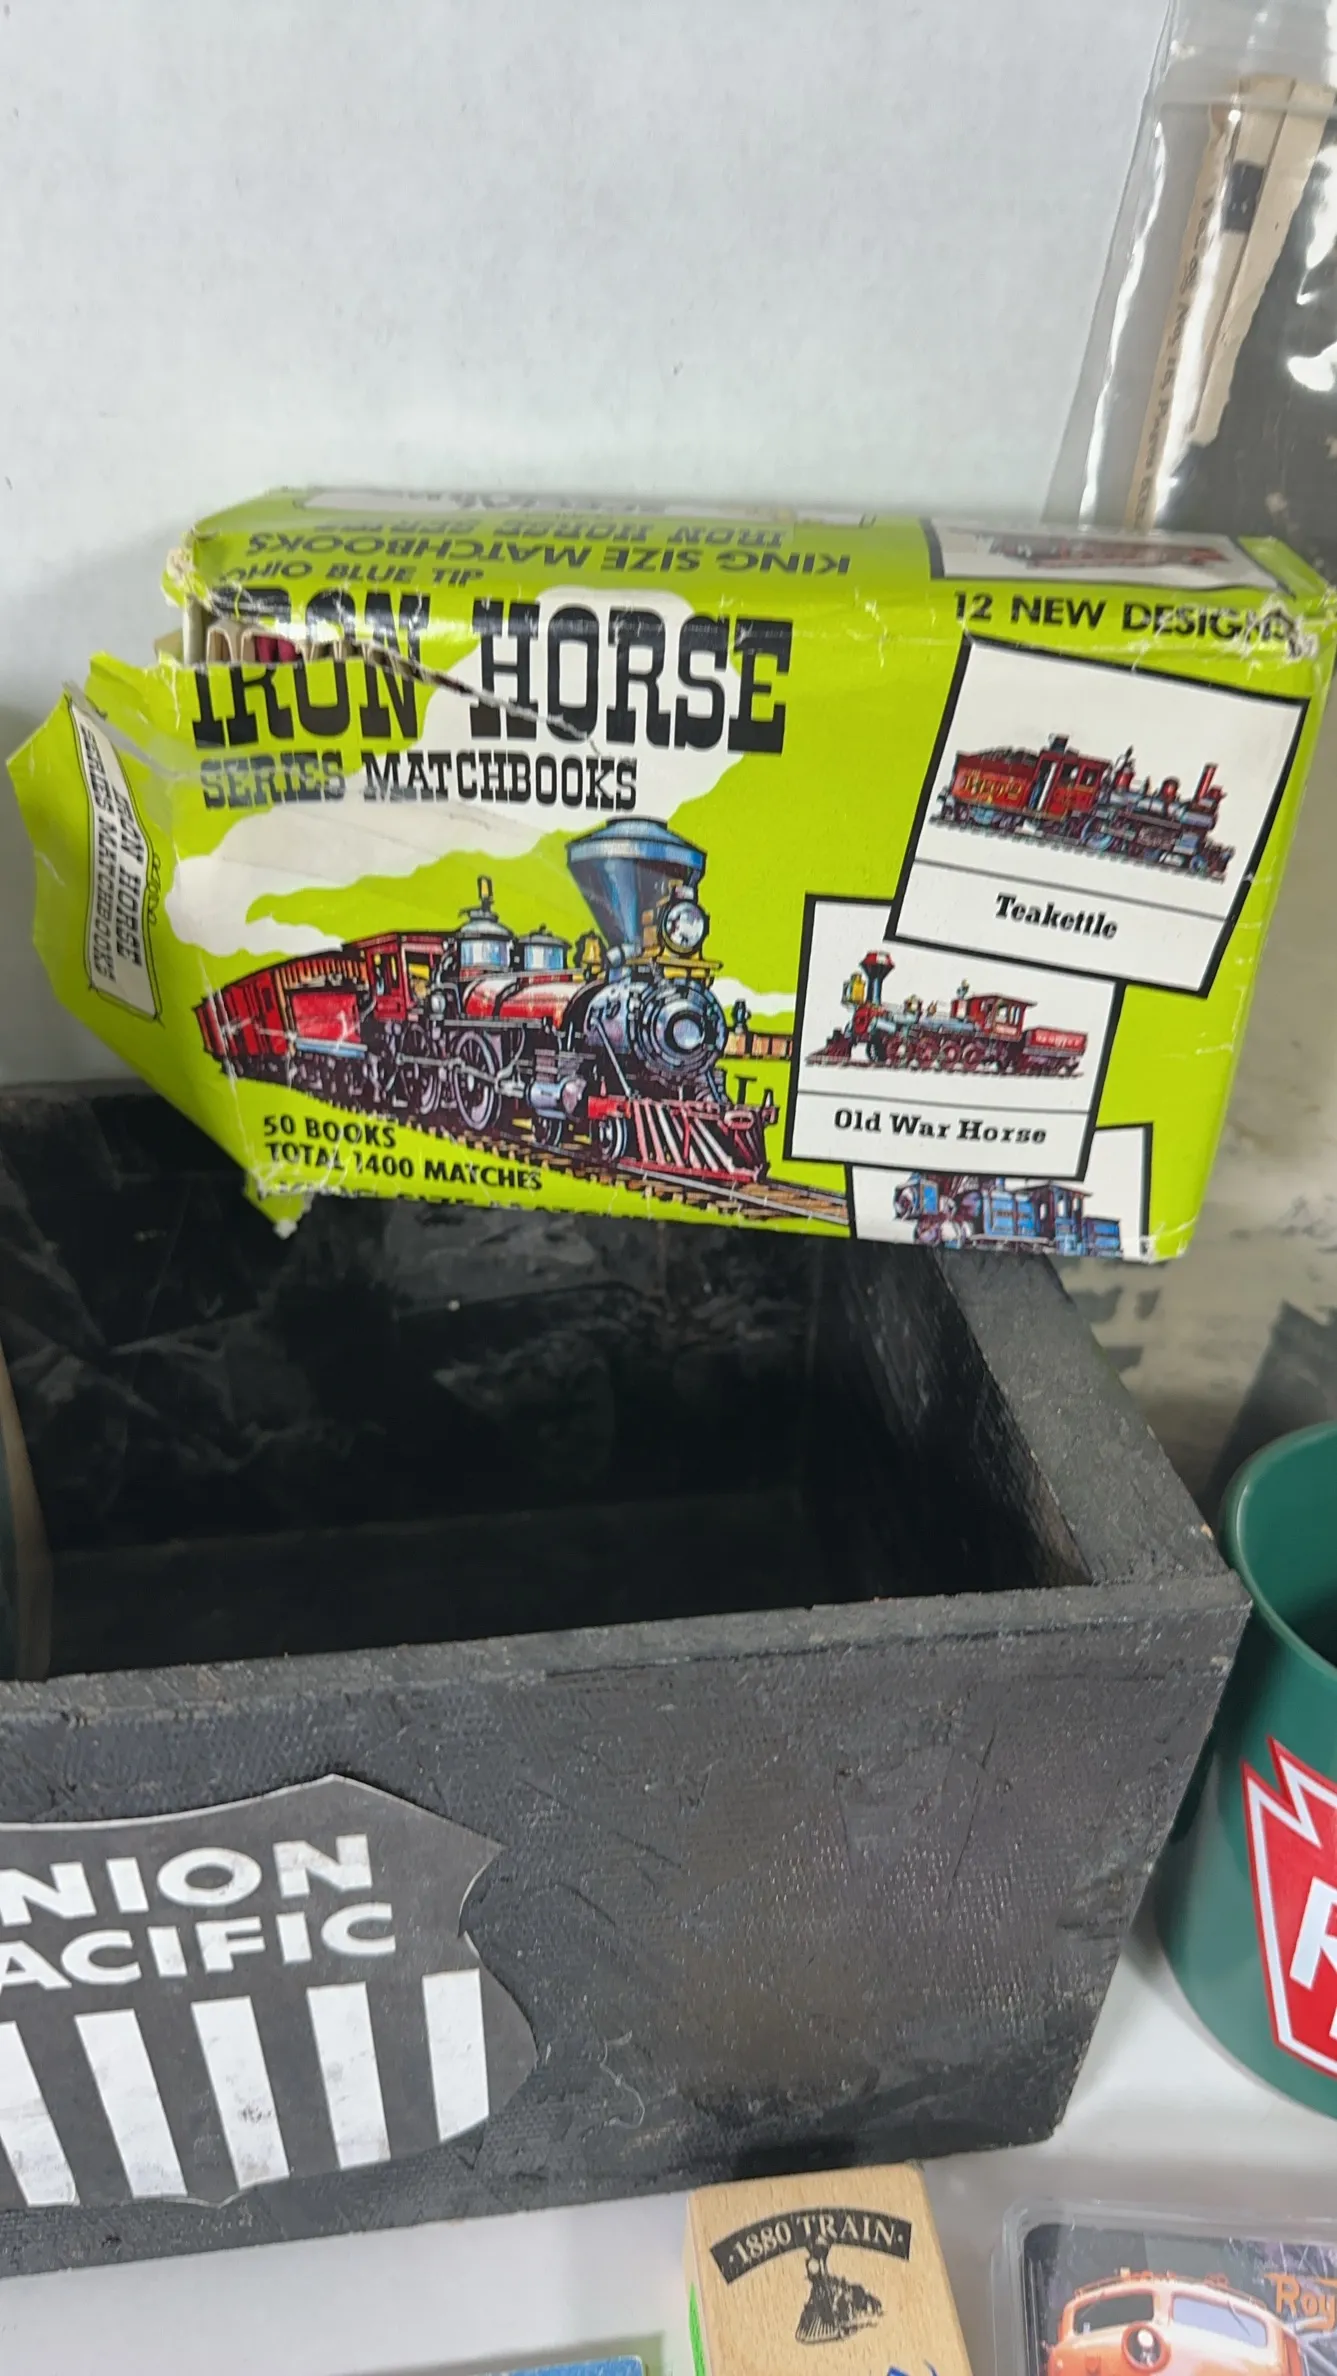 KING SIZE MATCHBOOKS
IRON HORSE SERIES
OHIO BLUE TIP
IRON HORSE
SERIES MATCHBOOKS
12 NEW DESIGNS
Teakettle
Old War Horse
IRON HORSE
SERIES MATCHBOOKS
50 BOOKS
TOTAL 1400 MATCHES
NION
ACIFIC
R
·1880 TRAIN·
Roy